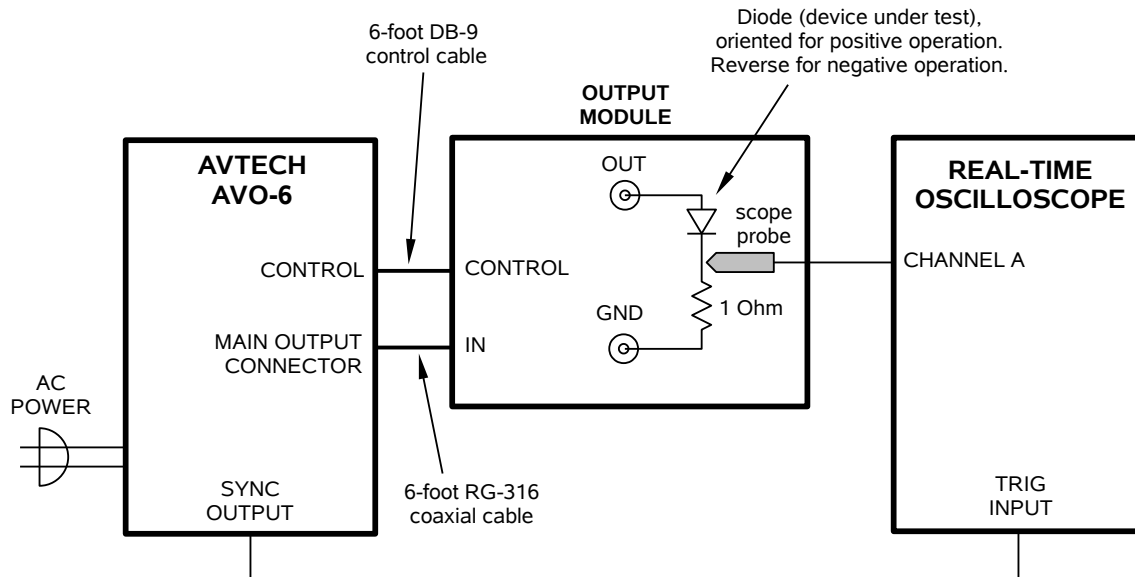 6-foot DB-9
control cable
Diode (device under test),
oriented for positive operation.
Reverse for negative operation.
OUTPUT
MODULE
AVTECH
AVO-6
OUT
scope
probe
REAL-TIME
OSCILLOSCOPE
CONTROL
CONTROL
CHANNEL A
1 Ohm
GND
MAIN OUTPUT
CONNECTOR
IN
AC
POWER
SYNC
OUTPUT
6-foot RG-316
coaxial cable
TRIG
INPUT